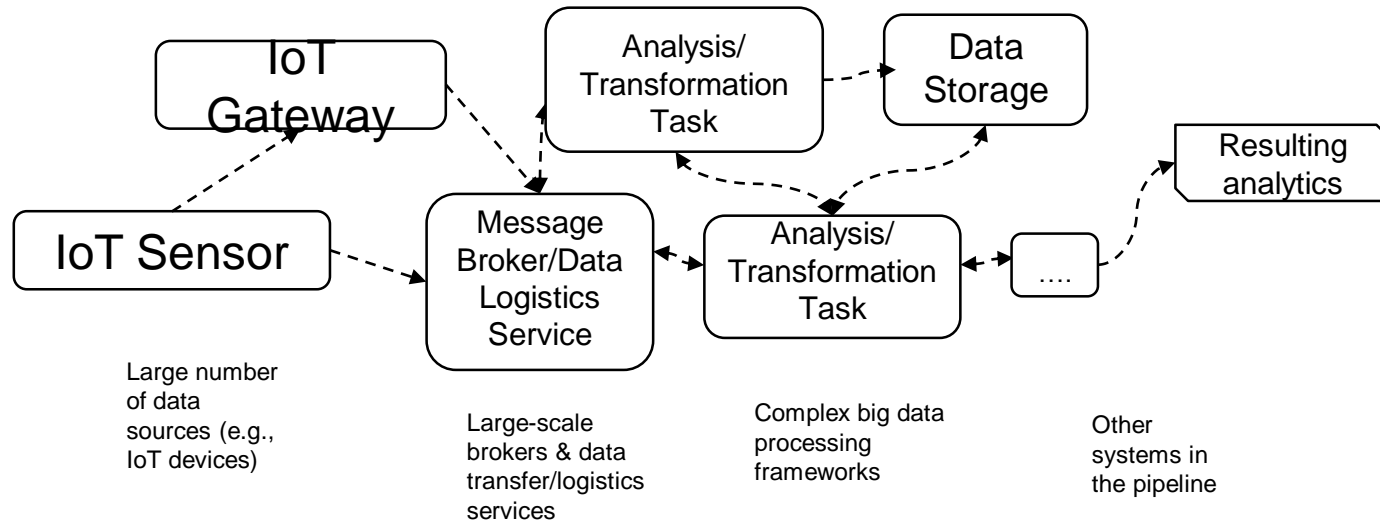 IoT
Gateway
Analysis/
Transformation
Task
Data
Storage
Resulting
analytics
IoT Sensor
Message
Broker/Data
Logistics
Service
Analysis/
Transformation
Task
....
Large number
of data
sources (e.g.,
IoT devices)
Large-scale
brokers & data
transfer/logistics
services
Complex big data
processing
frameworks
Other
systems in
the pipeline